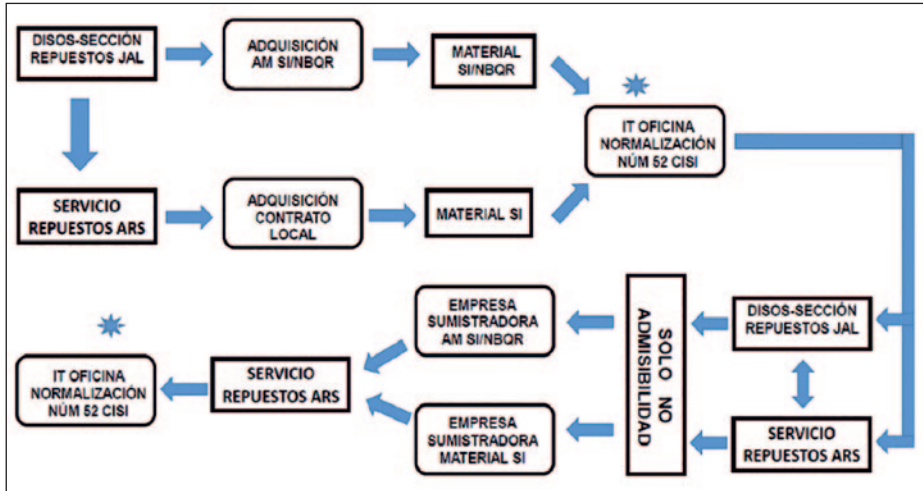 DISOS-SECCIÓN
REPUESTOS JAL
ADQUISICIÓN
AM SI/NBQR
MATERIAL
SI/NBQR
IT OFICINA
NORMALIZACIÓN
NÚM 52 CISI
SERVICIO
REPUESTOS ARS
ADQUISICIÓN
CONTRATO
LOCAL
MATERIAL SI
EMPRESA
SUMISTRADORA
AM SI/NBQR
SOLO NO
ADMISIBILIDAD
DISOS-SECCIÓN
REPUESTOS JAL
IT OFICINA
NORMALIZACIÓN
NÚM 52 CISI
SERVICIO
REPUESTOS ARS
EMPRESA
SUMISTRADORA
MATERIAL SI
SERVICIO
REPUESTOS ARS